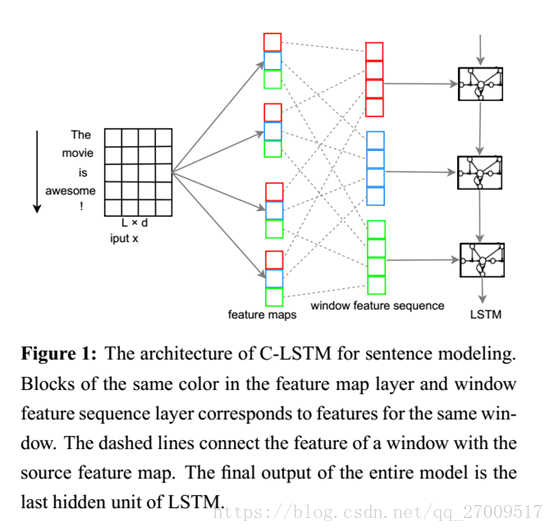 The
movie
is
awesome
!
L × d
iput x
feature maps
window feature sequence
LSTM
Figure 1: The architecture of C-LSTM for sentence modeling.
Blocks of the same color in the feature map layer and window
feature sequence layer corresponds to features for the same win-
dow. The dashed lines connect the feature of a window with the
source feature map. The final output of the entire model is the
last hidden unit of LSTM.
https://blog.csdn.net/qq_27009517